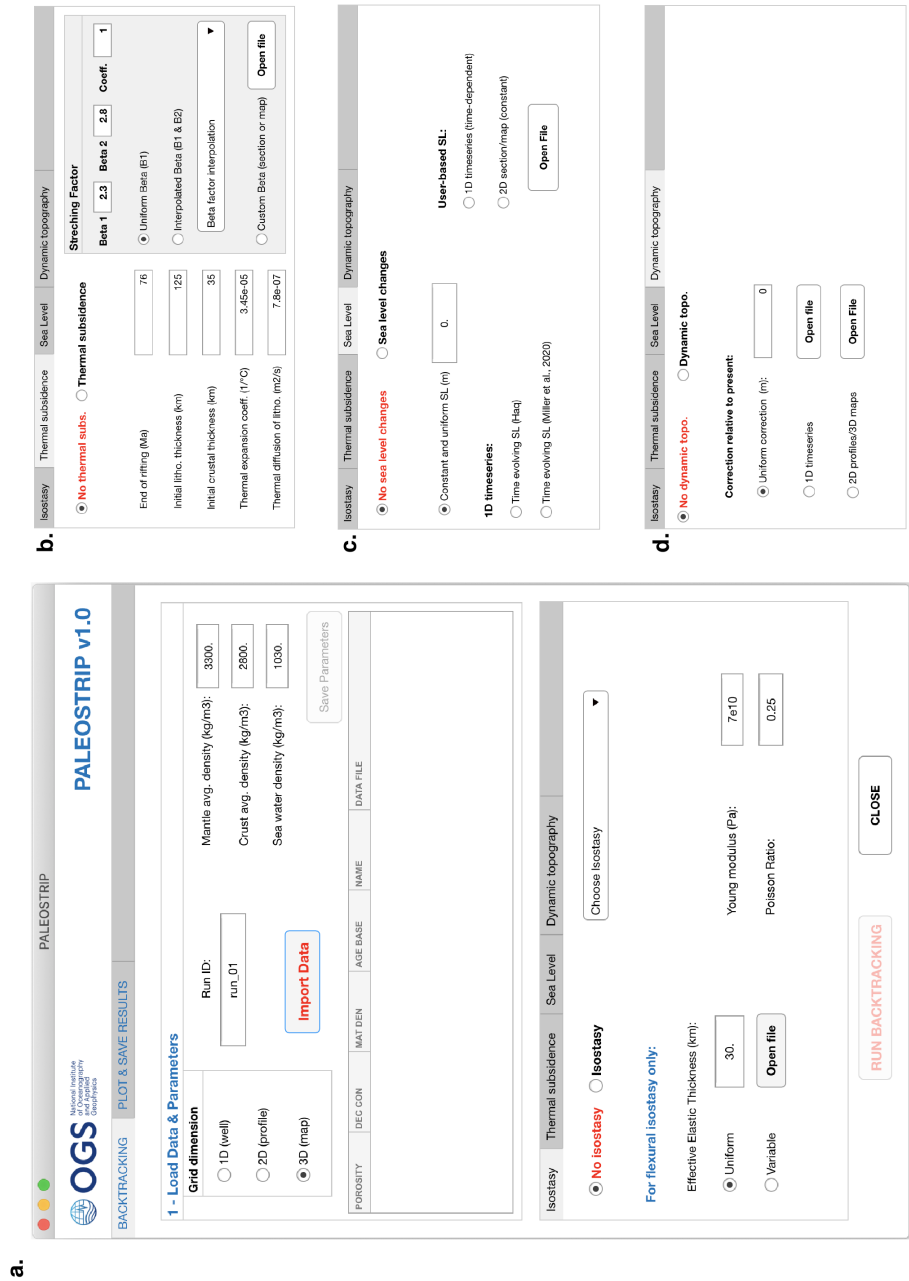 a.
PALEOSTRIP
OGS
National Institute
of Oceanography
and Applied
Geophysics
PALEOSTRIP v1.0
BACKTRACKING PLOT & SAVE RESULTS
1 - Load Data & Parameters
Grid dimension
1D (well)
2D (profile)
3D (map)
Run ID:
run_01
Import Data
Mantle avg. density (kg/m3): 3300.
Crust avg. density (kg/m3): 2800.
Sea water density (kg/m3): 1030.
Save Parameters
POROSITY DEC CON MAT DEN AGE BASE NAME DATA FILE
Isostasy Thermal subsidence Sea Level Dynamic topography
No isostasy Isostasy Choose Isostasy
For flexural isostasy only:
Effective Elastic Thickness (km):
Uniform 30.
Variable Open file
Young modulus (Pa): 7e10
Poisson Ratio: 0.25
RUN BACKTRACKING CLOSE
b.
Isostasy Thermal subsidence Sea Level Dynamic topography
No thermal subs. Thermal subsidence
End of rifting (Ma) 76
Initial litho. thickness (km) 125
Initial crustal thickness (km) 35
Thermal expansion coeff. (1/°C) 3.45e-05
Thermal diffusion of litho. (m2/s) 7.8e-07
Streching Factor
Beta 1 2.3 Beta 2 2.8 Coeff. 1
Uniform Beta (B1)
Interpolated Beta (B1 & B2)
Beta factor interpolation
Custom Beta (section or map) Open file
c.
Isostasy Thermal subsidence Sea Level Dynamic topography
No sea level changes Sea level changes
Constant and uniform SL (m) 0.
1D timeseries:
Time evolving SL (Haq)
Time evolving SL (Miller et al., 2020)
User-based SL:
1D timeseries (time-dependent)
2D section/map (constant)
Open File
d.
Isostasy Thermal subsidence Sea Level Dynamic topography
No dynamic topo. Dynamic topo.
Correction relative to present:
Uniform correction (m): 0
1D timeseries Open file
2D profiles/3D maps Open File